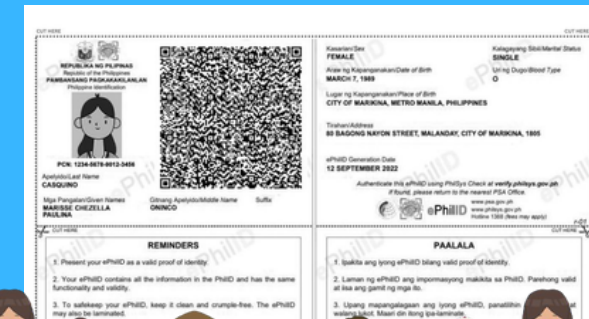 CUT HERE
CUT HERE
REPUBLIKA NG PILIPINAS
Republic of the Philippines
PAMBANSANG PAGKAKAKILANLAN
Philippine Identification
PCN: 1234-5678-9012-3456
Apelyido/Last Name
CASQUINO
Mga Pangalan/Given Names
MARISSE CHEZELLA
PAULINA
Gitnang Apelyido/Middle Name
ONINCO
Suffix
Kasarian/Sex
FEMALE
Kalagayang Sibil/Marital Status
SINGLE
Araw ng Kapanganakan/Date of Birth
MARCH 7, 1989
Uri ng Dugo/Blood Type
O
Lugar ng Kapanganakan/Place of Birth
CITY OF MARIKINA, METRO MANILA, PHILIPPINES
Tirahan/Address
80 BAGONG NAYON STREET, MALANDAY, CITY OF MARIKINA, 1805
ePhilID Generation Date
12 SEPTEMBER 2022
Authenticate this ePhilID using PhilSys Check at verify.philsys.gov.ph
If found, please return to the nearest PSA Office.
ePhilID
www.psa.gov.ph
www.philsys.gov.ph
Hotline 1388 (fees may apply)
CUT HERE
CUT HERE
REMINDERS
1. Present your ePhilID as a valid proof of identity.
2. Your ePhilID contains all the information in the PhilID and has the same
functionality and validity.
3. To safekeep your ePhilID, keep it clean and crumple-free. The ePhilID
may also be laminated.
PAALALA
1. Ipakita ang iyong ePhilID bilang valid proof of identity.
2. Laman ng ePhilID ang impormasyong makikita sa PhilID. Parehong valid
at iisa ang gamit ng mga ito.
3. Upang mapangalagaan ang iyong ePhilID, panatilihin at
walang lukot. Maari din itong ipa-laminate.